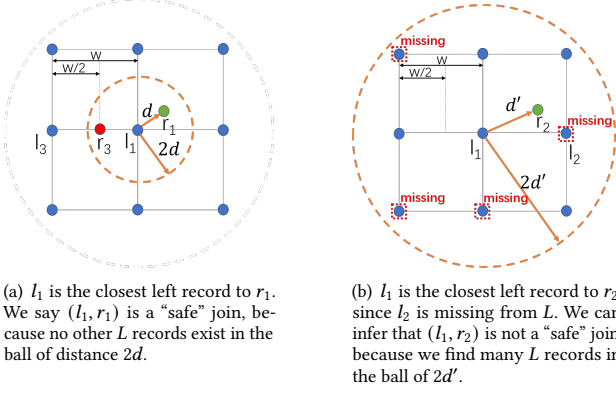 missing
w
w
w/2
w/2
missing
d
d′
l₃
r₃
l₁
r₁
2d
l₁
r₂
l₂
2d′
missing
missing
(a) l₁ is the closest left record to r₁.
We say (l₁, r₁) is a “safe” join, be-
cause no other L records exist in the
ball of distance 2d.
(b) l₁ is the closest left record to r₂
since l₂ is missing from L. We can
infer that (l₁, r₂) is not a “safe” join
because we find many L records in
the ball of 2d′.